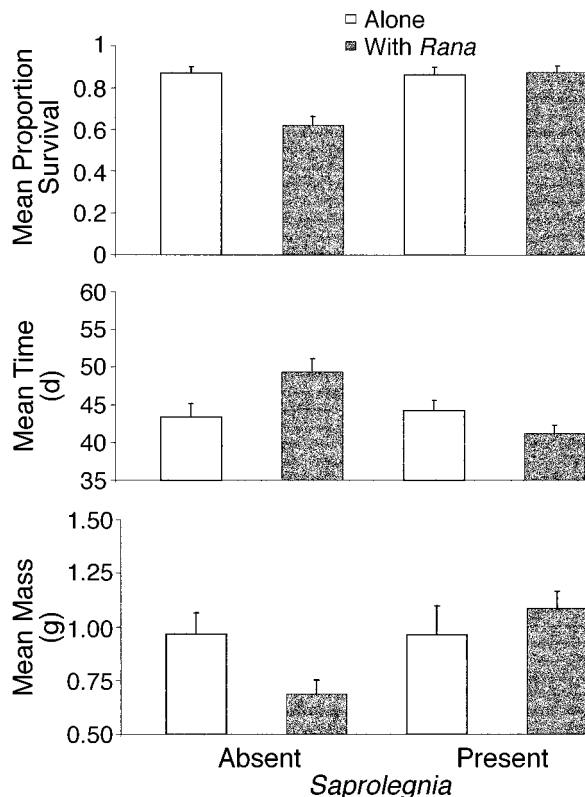 Alone
With Rana
Mean Proportion
Survival
1
0.8
0.6
0.4
0.2
0
Mean Time
(d)
60
55
50
45
40
35
Mean Mass
(g)
1.50
1.25
1.00
0.75
0.50
Absent Present
Saprolegnia